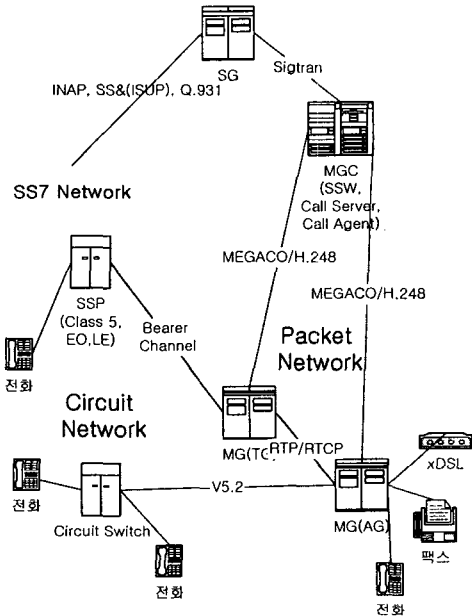 SG
Sigtran
INAP, SS&(ISUP), Q.931
MGC
(SSW,
Call Server,
Call Agent)
SS7 Network
MEGACO/H.248
MEGACO/H.248
SSP
(Class 5,
EO,LE)
Bearer
Channel
Packet
Network
전화
Circuit
Network
MG(TG)
RTP/RTCP
xDSL
전화
V5.2
Circuit Switch
MG(AG)
팩스
전화
전화